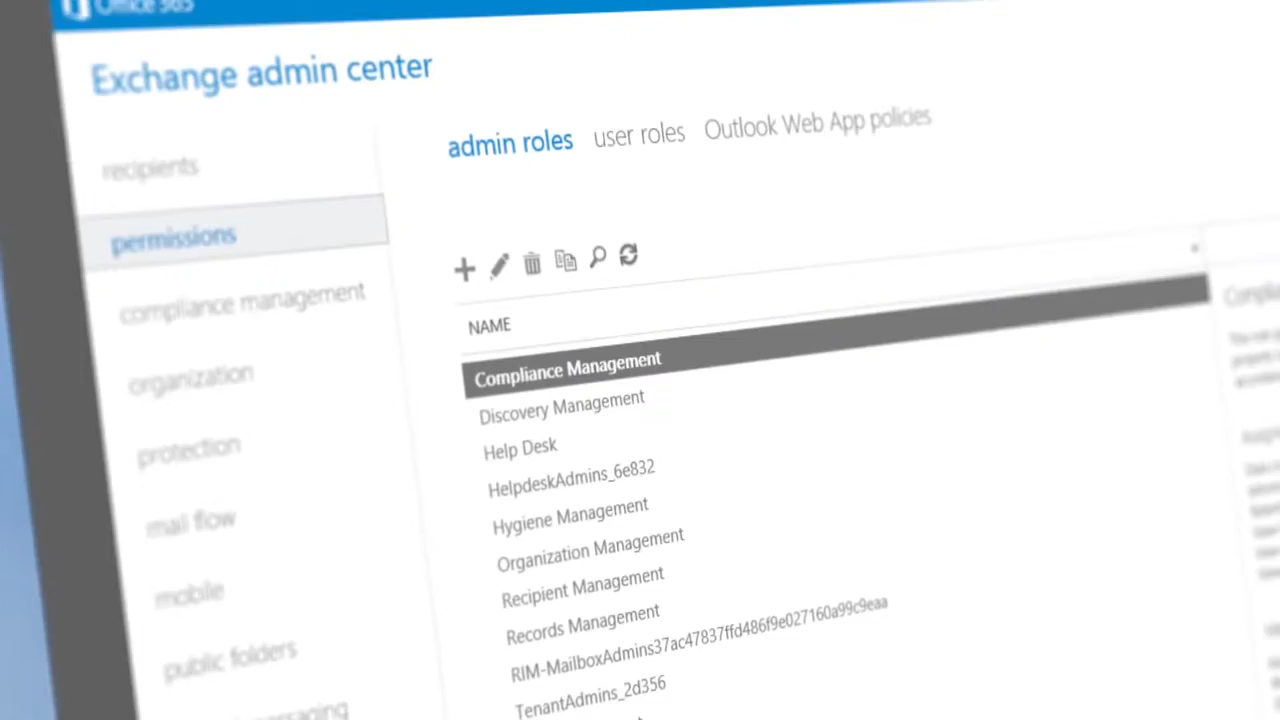 Office 365
Exchange admin center
recipients
permissions
compliance management
organization
protection
mail flow
mobile
public folders
admin roles user roles Outlook Web App policies
NAME
Compliance Management
Discovery Management
Help Desk
HelpdeskAdmins_6e832
Hygiene Management
Organization Management
Recipient Management
Records Management
RIM-MailboxAdmins37ac47837ffd486f9e027160a99c9eaa
TenantAdmins_2d356